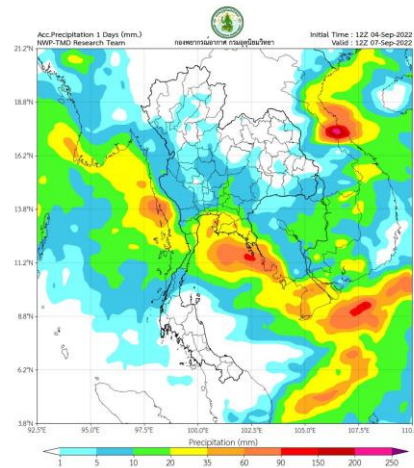 Acc.Precipitation 1 Days (mm.)
NWP-TMD Research Team
กองพยากรณ์อากาศ กรมอุตุนิยมวิทยา
Initial Time : 12Z 04-Sep-2022
Valid : 12Z 07-Sep-2022
21.2°N
18.8°N
16.2°N
13.8°N
11.2°N
8.8°N
6.2°N
3.8°N
92.5°E 95.0°E 97.5°E 100.0°E 102.5°E 105.0°E 107.5°E 110.
Precipitation (mm)
1 5 10 20 35 60 90 150 200 250